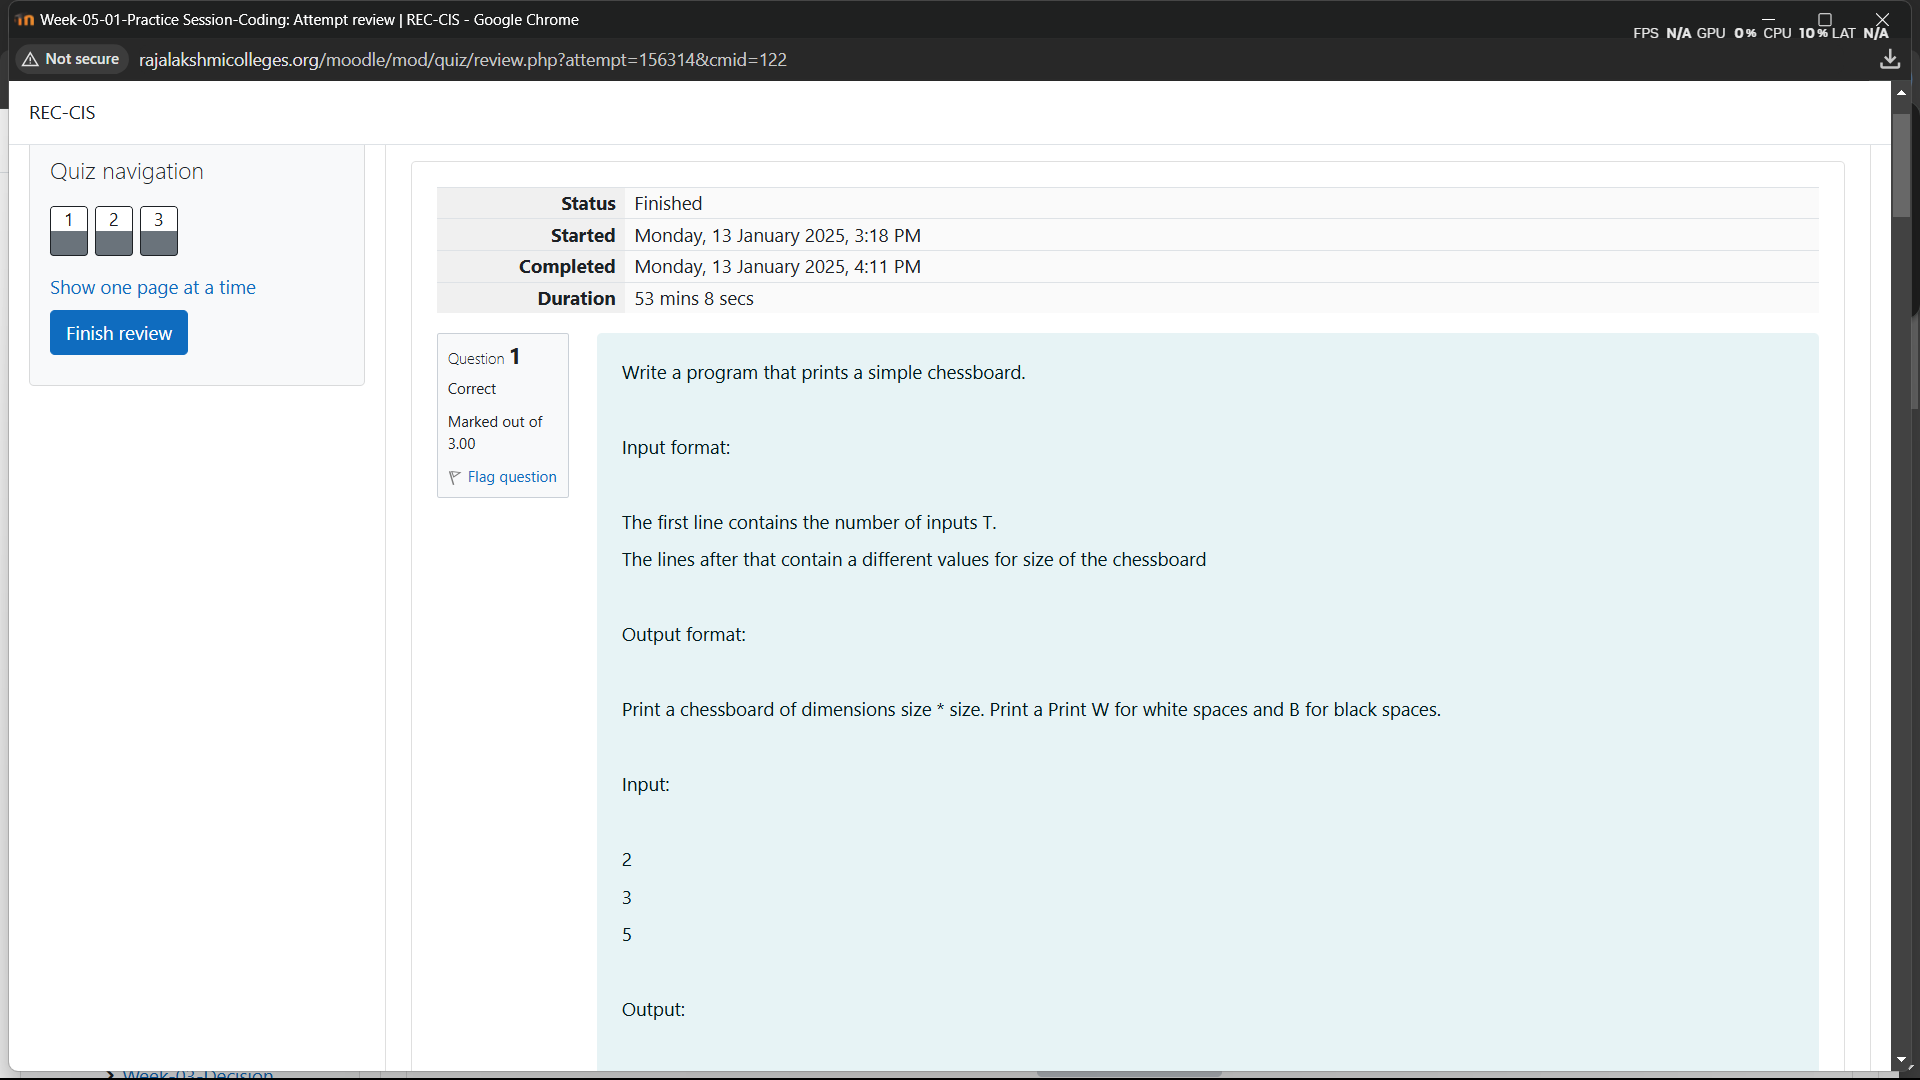 Week-05-01-Practice Session-Coding: Attempt review | REC-CIS - Google Chrome
FPS N/A GPU 0% CPU 10% LAT N/A
Not secure
rajalakshmicolleges.org/moodle/mod/quiz/review.php?attempt=156314&cmid=122
REC-CIS
Quiz navigation
1 2 3
Show one page at a time
Finish review
Status Finished
Started Monday, 13 January 2025, 3:18 PM
Completed Monday, 13 January 2025, 4:11 PM
Duration 53 mins 8 secs
Question 1
Correct
Marked out of
3.00
Flag question
Write a program that prints a simple chessboard.
Input format:
The first line contains the number of inputs T.
The lines after that contain a different values for size of the chessboard
Output format:
Print a chessboard of dimensions size * size. Print a Print W for white spaces and B for black spaces.
Input:
2
3
5
Output:
Week-03-Decision